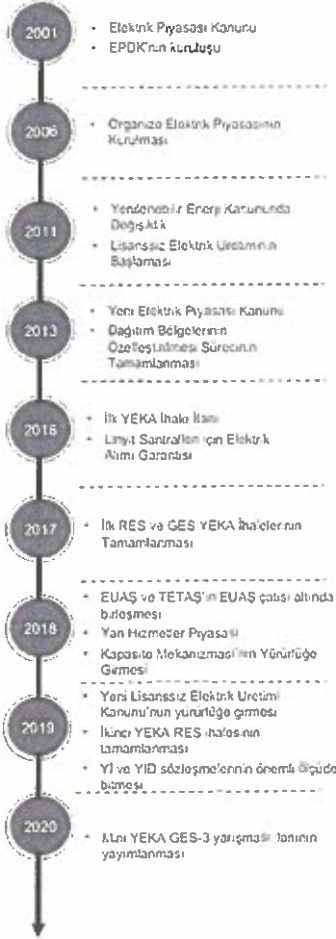 2001
• Elektrik Piyasası Kanunu
• EPDK'nın kuruluşu
2006
• Organize Elektrik Piyasasının
Kurulması
2011
• Yenilenebilir Enerji Kanununda
Değişiklik
• Lisanssız Elektrik Üretiminin
Başlaması
2013
• Yeni Elektrik Piyasası Kanunu
• Dağıtım Bölgelerinin
Özelleştirilmesi Sürecinin
Tamamlanması
2016
• İlk YEKA İhale İlanı
• Linyit Santralleri için Elektrik
Alımı Garantisi
2017
• İlk RES ve GES YEKA İhalelerinin
Tamamlanması
2018
• EÜAŞ ve TETAŞ'ın EÜAŞ çatısı altında
birleşmesi
• Yan Hizmetler Piyasası
• Kapasite Mekanizması'nın Yürürlüğe
Girmesi
2019
• Yeni Lisanssız Elektrik Üretimi
Kanunu'nun yürürlüğe girmesi
• İkinci YEKA RES ihalesinin
tamamlanması
• Yİ ve YİD sözleşmelerinin önemli ölçüde
bitmesi
2020
• Mini YEKA GES-3 yarışması ilanının
yayımlanması